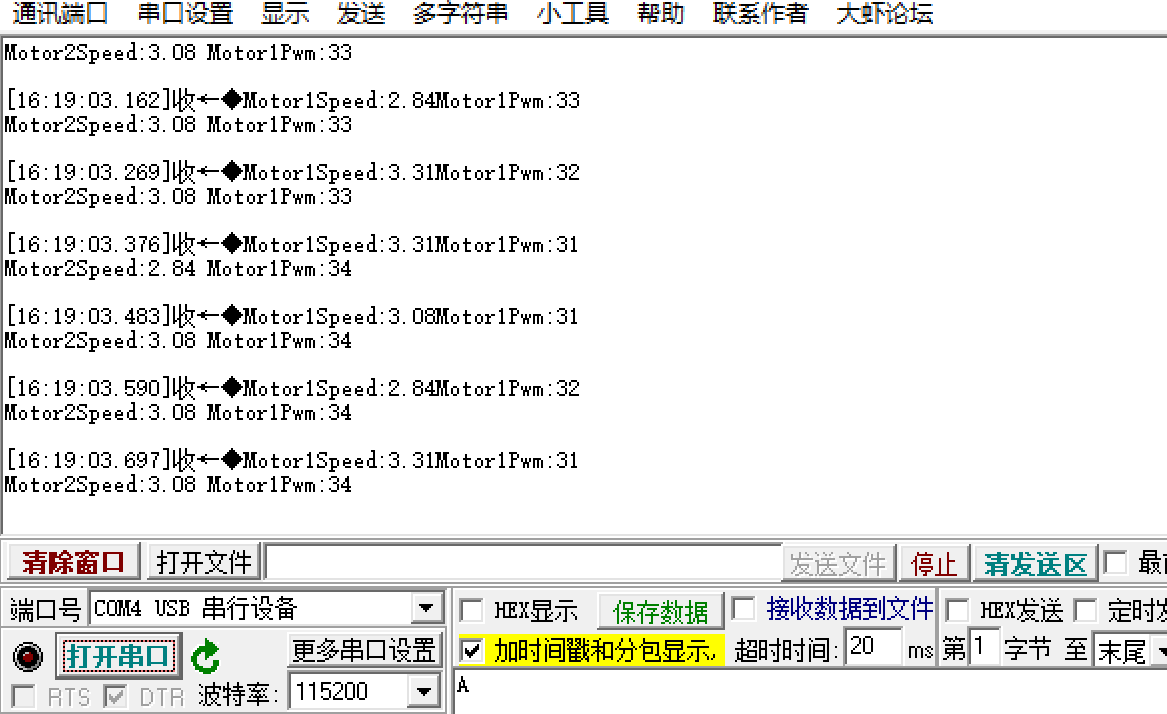 通讯端口 串口设置 显示 发送 多字符串 小工具 帮助 联系作者 大虾论坛
Motor2Speed:3.08 Motor1Pwm:33
[16:19:03.162]收←◆Motor1Speed:2.84Motor1Pwm:33
Motor2Speed:3.08 Motor1Pwm:33
[16:19:03.269]收←◆Motor1Speed:3.31Motor1Pwm:32
Motor2Speed:3.08 Motor1Pwm:33
[16:19:03.376]收←◆Motor1Speed:3.31Motor1Pwm:31
Motor2Speed:2.84 Motor1Pwm:34
[16:19:03.483]收←◆Motor1Speed:3.08Motor1Pwm:31
Motor2Speed:3.08 Motor1Pwm:34
[16:19:03.590]收←◆Motor1Speed:2.84Motor1Pwm:32
Motor2Speed:3.08 Motor1Pwm:34
[16:19:03.697]收←◆Motor1Speed:3.31Motor1Pwm:31
Motor2Speed:3.08 Motor1Pwm:34
清除窗口 打开文件 发送文件 停止 清发送区 最
端口号 COM4 USB 串行设备 HEX显示 保存数据 接收数据到文件 HEX发送 定时
打开串口 更多串口设置 加时间戳和分包显示, 超时时间: 20 ms 第1 字节 至 末尾
RTS DTR 波特率: 115200 A